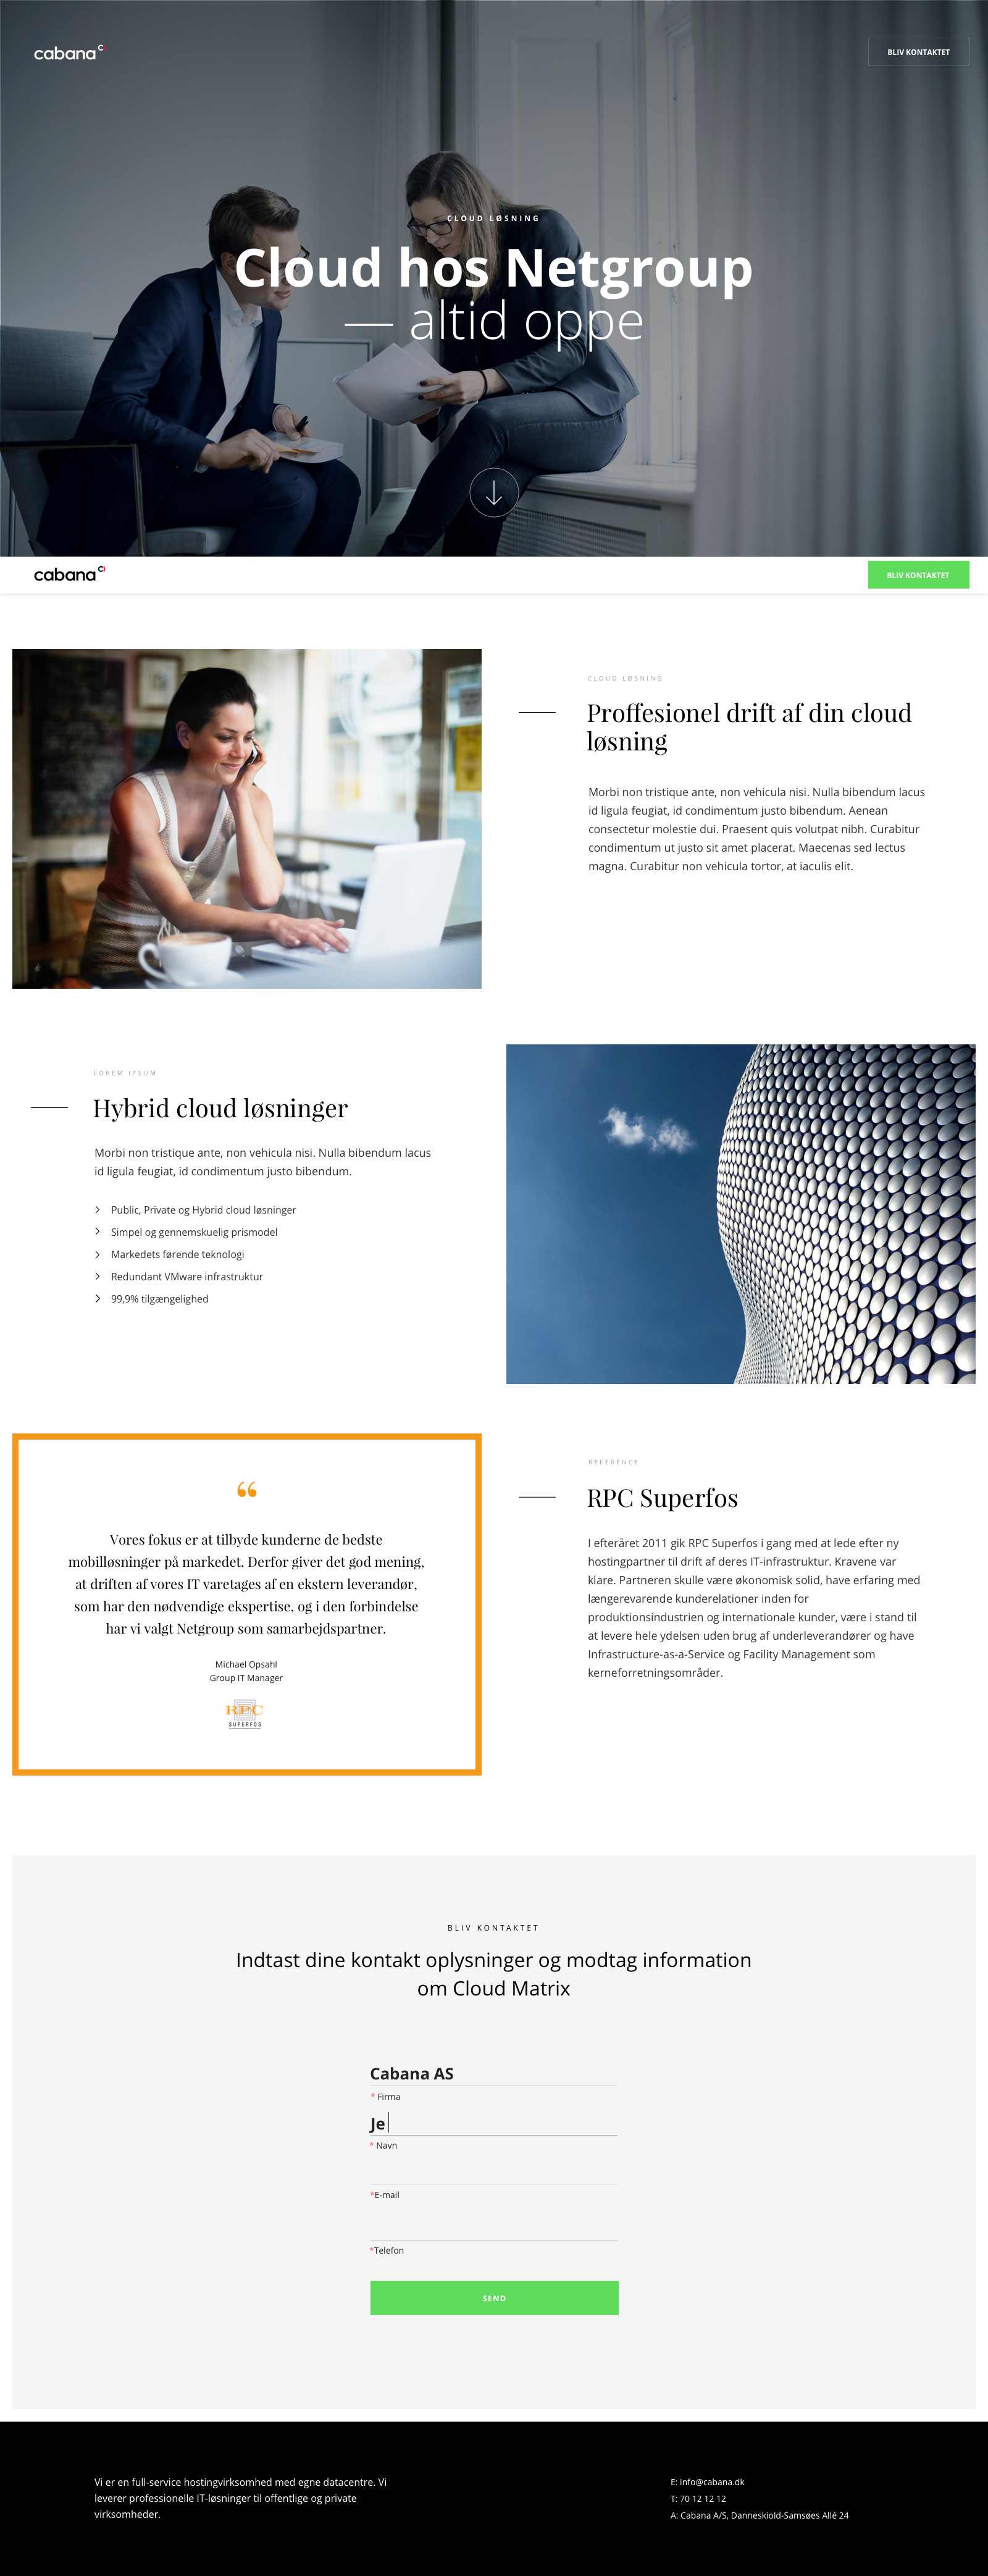 cabana
BLIV KONTAKTET
CLOUD LØSNING
Cloud hos Netgroup
— altid oppe
cabana
BLIV KONTAKTET
CLOUD LØSNING
Proffesionel drift af din cloud
løsning
Morbi non tristique ante, non vehicula nisi. Nulla bibendum lacus
id ligula feugiat, id condimentum justo bibendum. Aenean
consectetur molestie dui. Praesent quis volutpat nibh. Curabitur
condimentum ut justo sit amet placerat. Maecenas sed lectus
magna. Curabitur non vehicula tortor, at iaculis elit.
LOREM IPSUM
Hybrid cloud løsninger
Morbi non tristique ante, non vehicula nisi. Nulla bibendum lacus
id ligula feugiat, id condimentum justo bibendum.
Public, Private og Hybrid cloud løsninger
Simpel og gennemskuelig prismodel
Markedets førende teknologi
Redundant VMware infrastruktur
99,9% tilgængelighed
“
Vores fokus er at tilbyde kunderne de bedste
mobilløsninger på markedet. Derfor giver det god mening,
at driften af vores IT varetages af en ekstern leverandør,
som har den nødvendige ekspertise, og i den forbindelse
har vi valgt Netgroup som samarbejdspartner.
Michael Opsahl
Group IT Manager
RPC
SUPERFOS
REFERENCE
RPC Superfos
I efteråret 2011 gik RPC Superfos i gang med at lede efter ny
hostingpartner til drift af deres IT-infrastruktur. Kravene var
klare. Partneren skulle være økonomisk solid, have erfaring med
længerevarende kunderelationer inden for
produktionsindustrien og internationale kunder, være i stand til
at levere hele ydelsen uden brug af underleverandører og have
Infrastructure-as-a-Service og Facility Management som
kerneforretningsområder.
BLIV KONTAKTET
Indtast dine kontakt oplysninger og modtag information
om Cloud Matrix
Cabana AS
* Firma
Je
* Navn
*E-mail
*Telefon
SEND
Vi er en full-service hostingvirksomhed med egne datacentre. Vi
leverer professionelle IT-løsninger til offentlige og private
virksomheder.
E: info@cabana.dk
T: 70 12 12 12
A: Cabana A/S, Danneskiold-Samsøes Allé 24